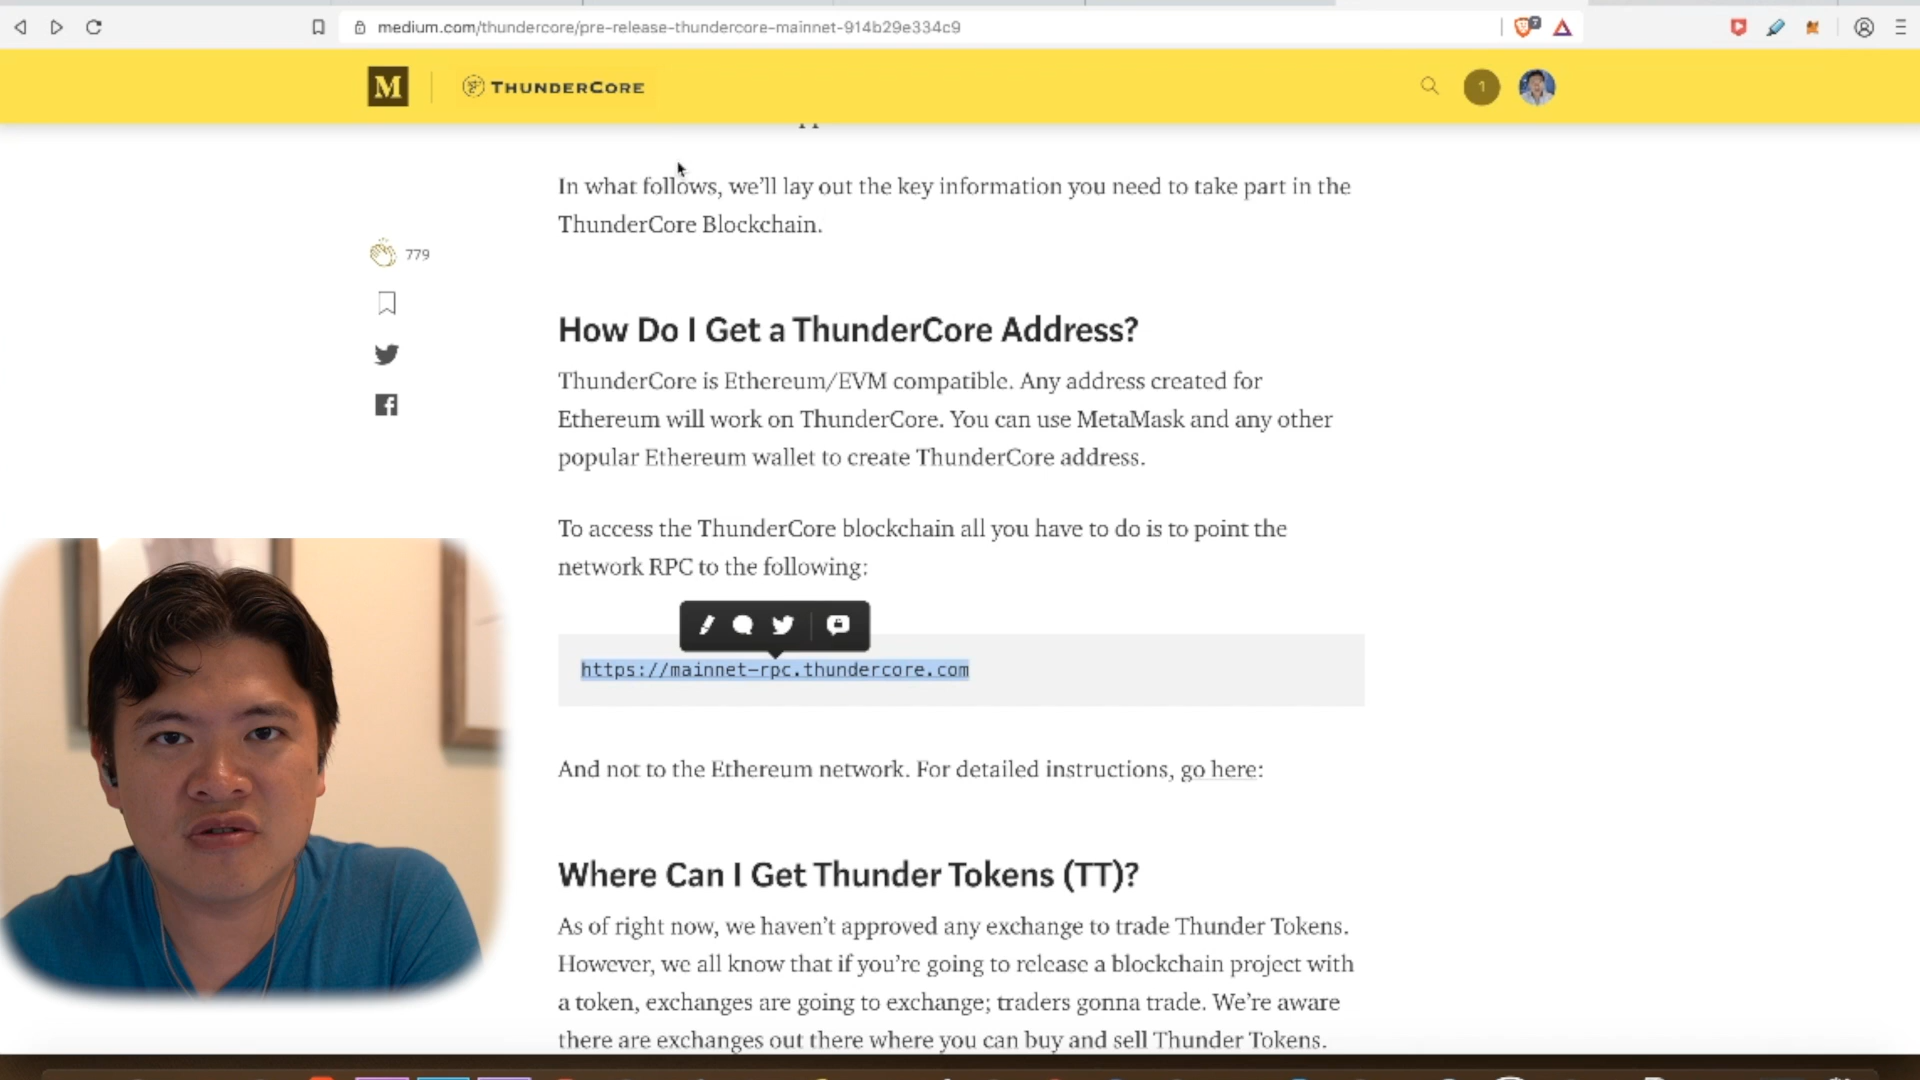 medium.com/thundercore/pre-release-thundercore-mainnet-914b29e334c9
7
M
THUNDERCORE
1
In what follows, we’ll lay out the key information you need to take part in the
ThunderCore Blockchain.
779
How Do I Get a ThunderCore Address?
ThunderCore is Ethereum/EVM compatible. Any address created for
Ethereum will work on ThunderCore. You can use MetaMask and any other
popular Ethereum wallet to create ThunderCore address.
To access the ThunderCore blockchain all you have to do is to point the
network RPC to the following:
https://mainnet-rpc.thundercore.com
And not to the Ethereum network. For detailed instructions, go here:
Where Can I Get Thunder Tokens (TT)?
As of right now, we haven’t approved any exchange to trade Thunder Tokens.
However, we all know that if you’re going to release a blockchain project with
a token, exchanges are going to exchange; traders gonna trade. We’re aware
there are exchanges out there where you can buy and sell Thunder Tokens.